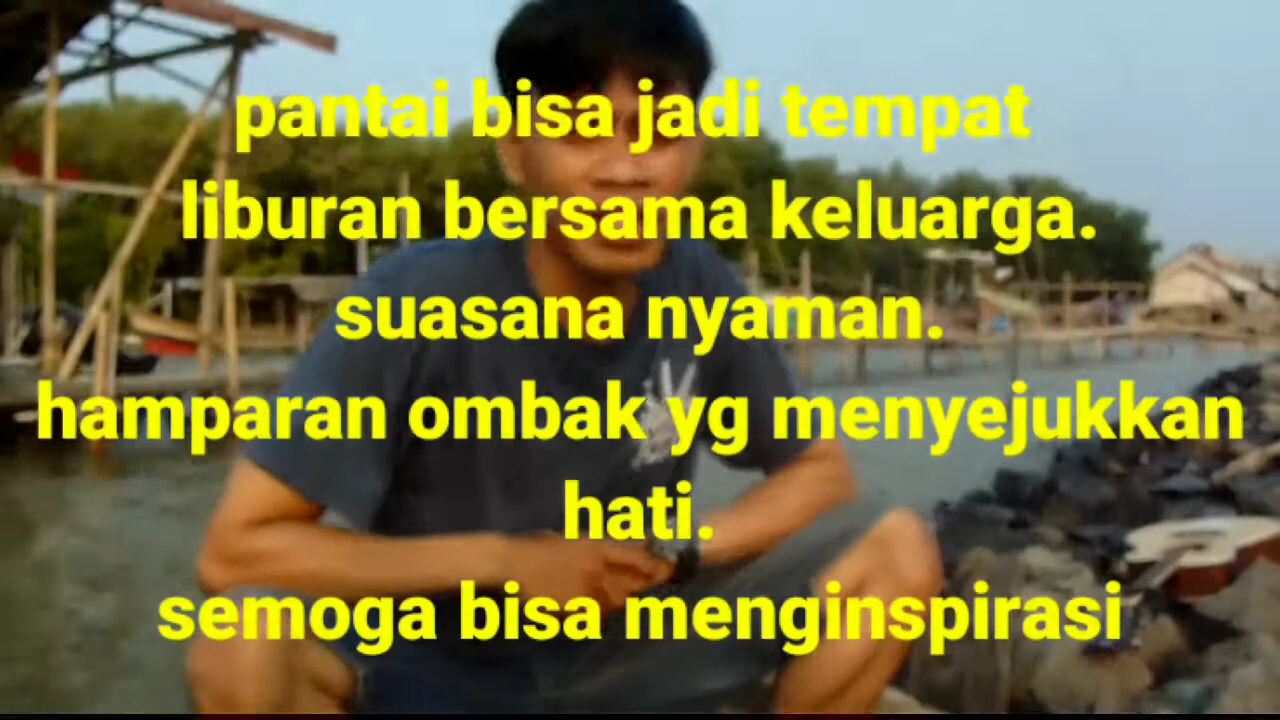 pantai bisa jadi tempat
liburan bersama keluarga.
suasana nyaman.
hamparan ombak yg menyejukkan
hati.
semoga bisa menginspirasi